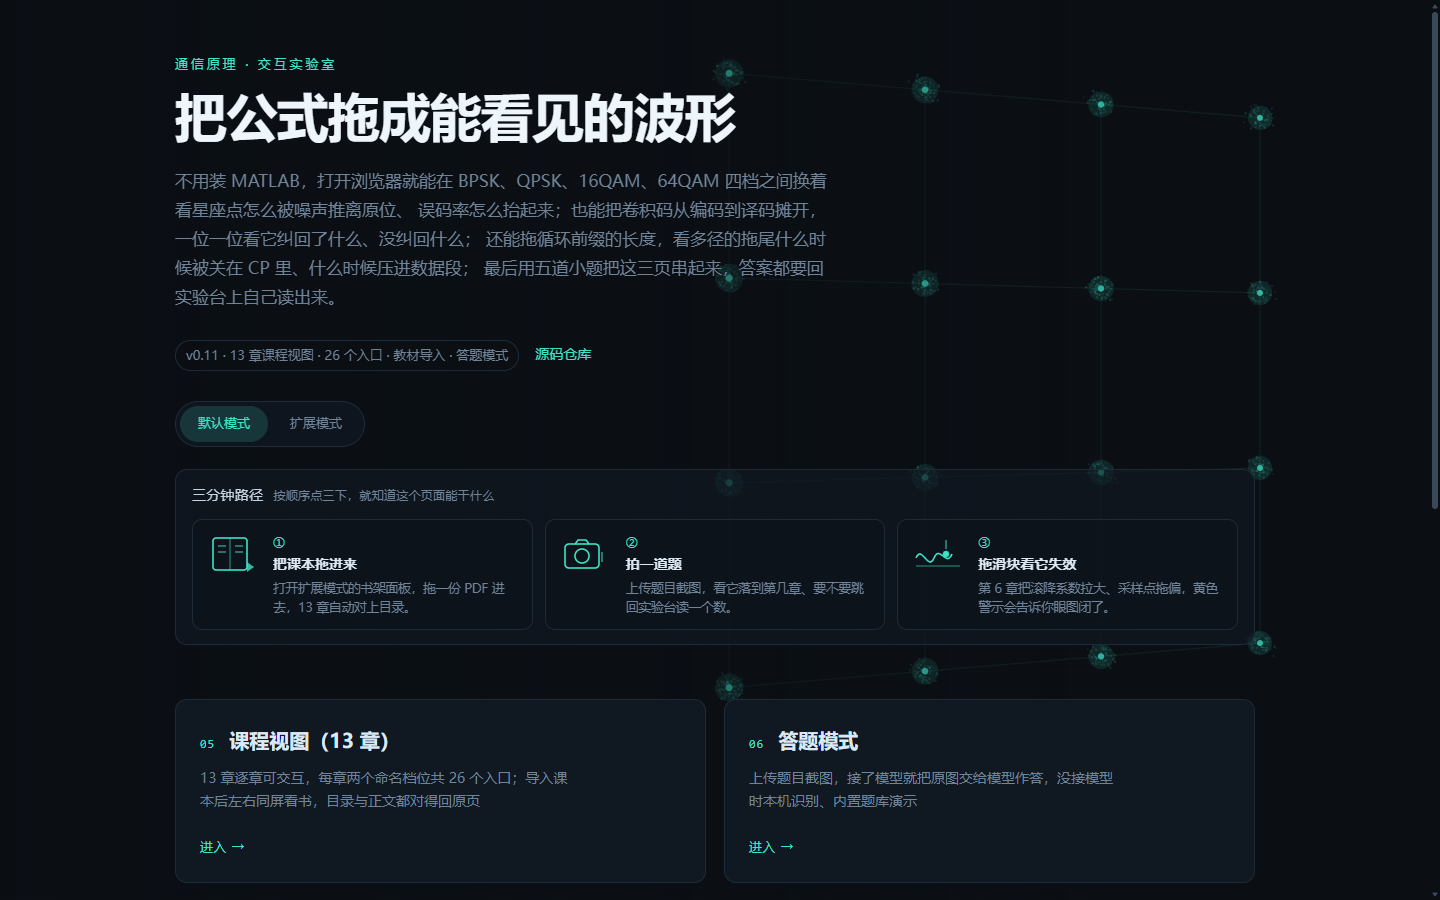 通信原理 · 交互实验室
把公式拖成能看见的波形
不用装 MATLAB，打开浏览器就能在 BPSK、QPSK、16QAM、64QAM 四档之间换着
看星座点怎么被噪声推离原位、 误码率怎么抬起来；也能把卷积码从编码到译码摊开，
一位一位看它纠回了什么、没纠回什么； 还能拖循环前缀的长度，看多径的拖尾什么时
候被关在 CP 里、什么时候压进数据段； 最后用五道小题把这三页串起来，答案都要回
实验台上自己读出来。
v0.11 · 13 章课程视图 · 26 个入口 · 教材导入 · 答题模式
源码仓库
默认模式
扩展模式
三分钟路径 按顺序点三下，就知道这个页面能干什么
①
把课本拖进来
打开扩展模式的书架面板，拖一份 PDF 进
去，13 章自动对上目录。
②
拍一道题
上传题目截图，看它落到第几章、要不要跳
回实验台读一个数。
③
拖滑块看它失效
第 6 章把滚降系数拉大、采样点拖偏，黄色
警示会告诉你眼图闭了。
05 课程视图（13 章）
13 章逐章可交互，每章两个命名档位共 26 个入口；导入课
本后左右同屏看书，目录与正文都对得回原页
进入 →
06 答题模式
上传题目截图，接了模型就把原图交给模型作答，没接模型
时本机识别、内置题库演示
进入 →